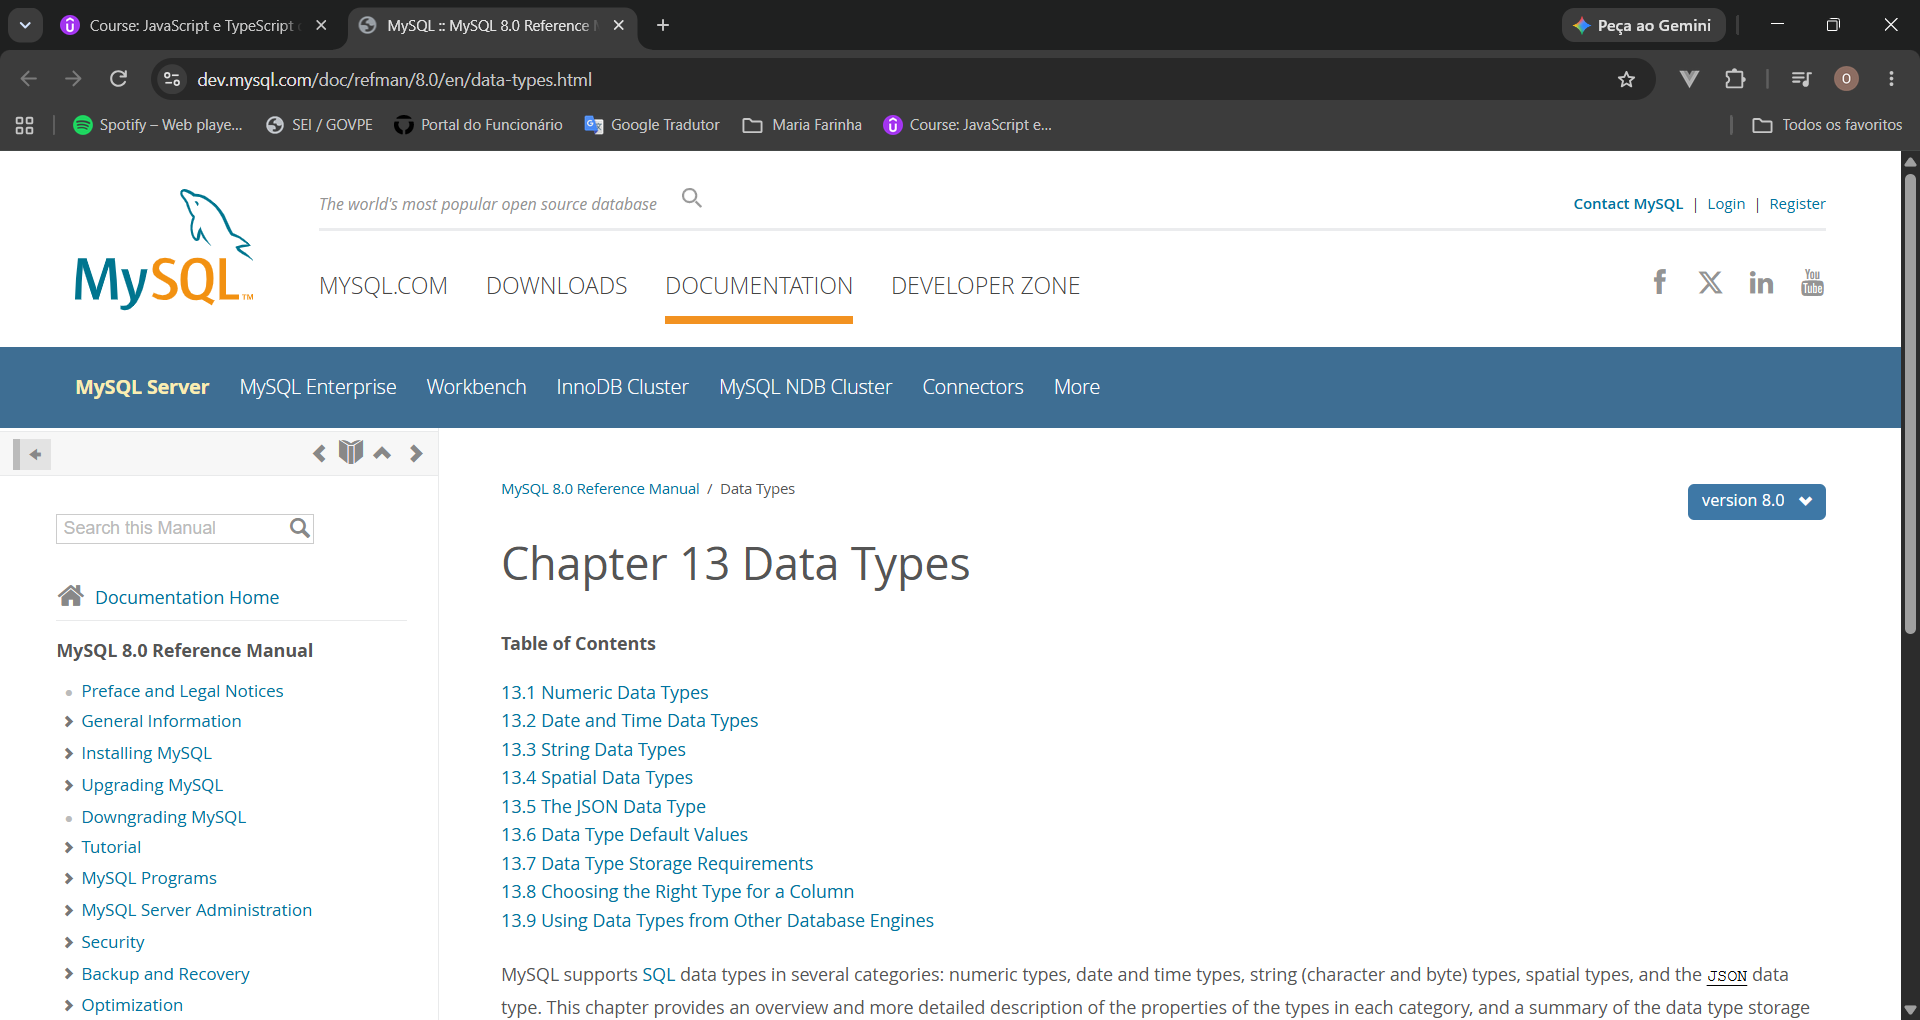 Course: JavaScript e TypeScript
MySQL :: MySQL 8.0 Reference
Peça ao Gemini
dev.mysql.com/doc/refman/8.0/en/data-types.html
O
Spotify – Web playe...
SEI / GOVPE
Portal do Funcionário
Google Tradutor
Maria Farinha
Course: JavaScript e...
Todos os favoritos
The world's most popular open source database
Contact MySQL | Login | Register
MySQL™
MYSQL.COM DOWNLOADS DOCUMENTATION DEVELOPER ZONE
You Tube
MySQL Server MySQL Enterprise Workbench InnoDB Cluster MySQL NDB Cluster Connectors More
MySQL 8.0 Reference Manual / Data Types
version 8.0
Search this Manual
Documentation Home
MySQL 8.0 Reference Manual
Preface and Legal Notices
General Information
Installing MySQL
Upgrading MySQL
Downgrading MySQL
Tutorial
MySQL Programs
MySQL Server Administration
Security
Backup and Recovery
Optimization
Chapter 13 Data Types
Table of Contents
13.1 Numeric Data Types
13.2 Date and Time Data Types
13.3 String Data Types
13.4 Spatial Data Types
13.5 The JSON Data Type
13.6 Data Type Default Values
13.7 Data Type Storage Requirements
13.8 Choosing the Right Type for a Column
13.9 Using Data Types from Other Database Engines
MySQL supports SQL data types in several categories: numeric types, date and time types, string (character and byte) types, spatial types, and the JSON data
type. This chapter provides an overview and more detailed description of the properties of the types in each category, and a summary of the data type storage